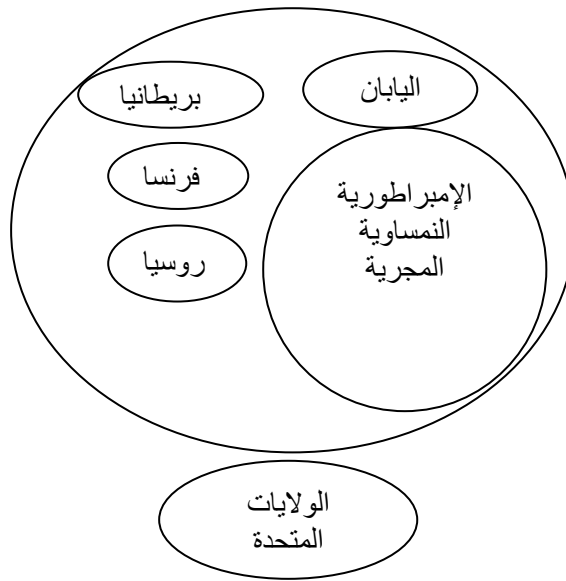 اليابان
بريطانيا
فرنسا
الإمبراطورية
النمساوية
المجرية
روسيا
الولايات
المتحدة